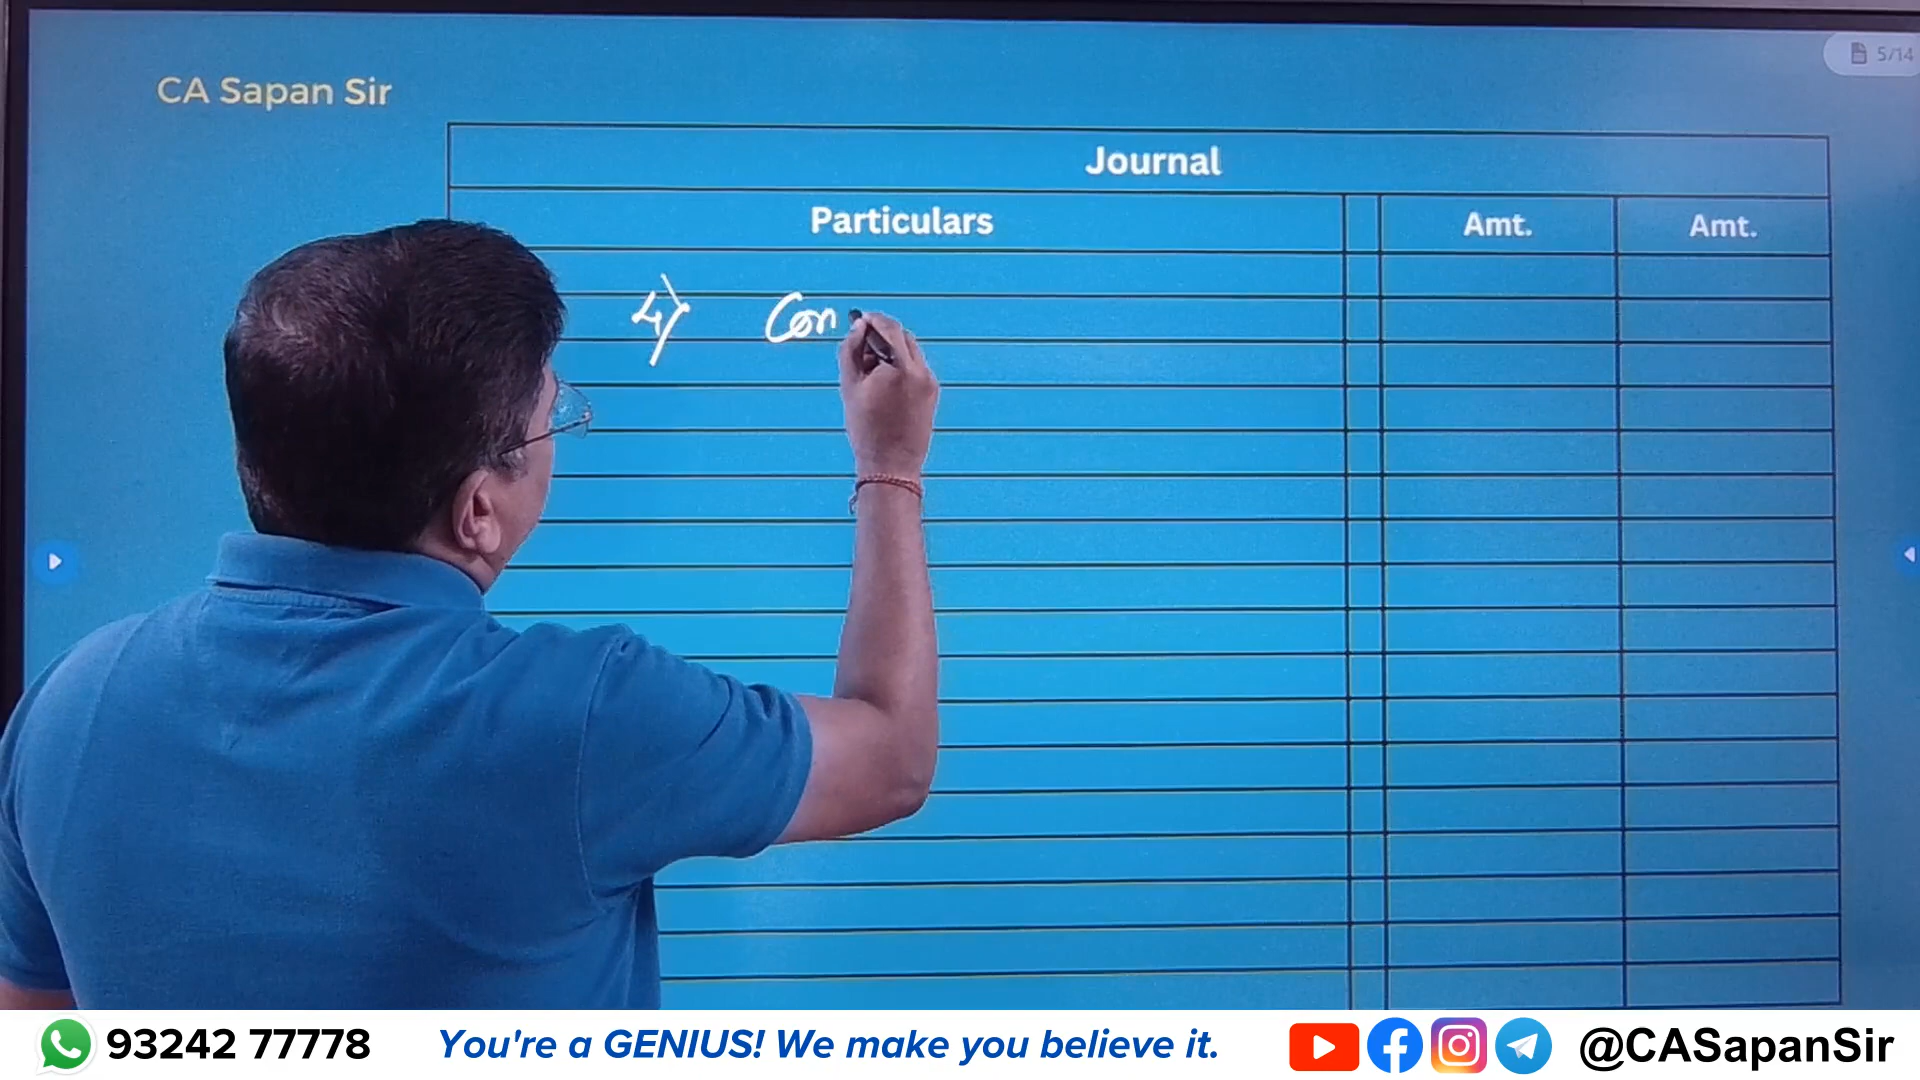 5/14
CA Sapan Sir
Journal
Particulars Amt. Amt.
4) Con
93242 77778 You're a GENIUS! We make you believe it. @CASapanSir